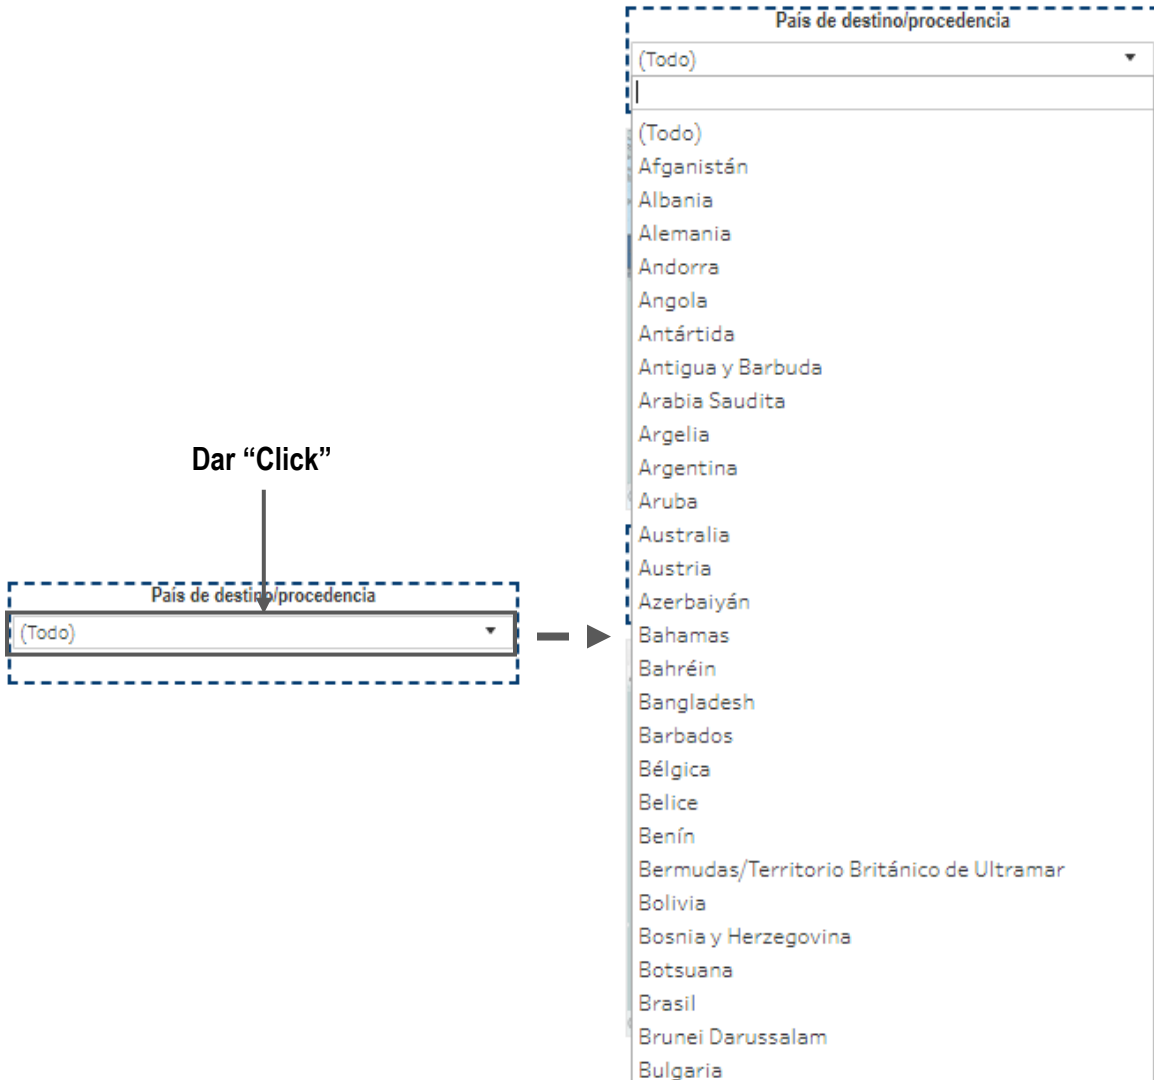 Dar “Click”
País de destino/procedencia
(Todo)
País de destino/procedencia
(Todo)
(Todo)
Afganistán
Albania
Alemania
Andorra
Angola
Antártida
Antigua y Barbuda
Arabia Saudita
Argelia
Argentina
Aruba
Australia
Austria
Azerbaiyán
Bahamas
Bahréin
Bangladesh
Barbados
Bélgica
Belice
Benín
Bermudas/Territorio Británico de Ultramar
Bolivia
Bosnia y Herzegovina
Botsuana
Brasil
Brunei Darussalam
Bulgaria